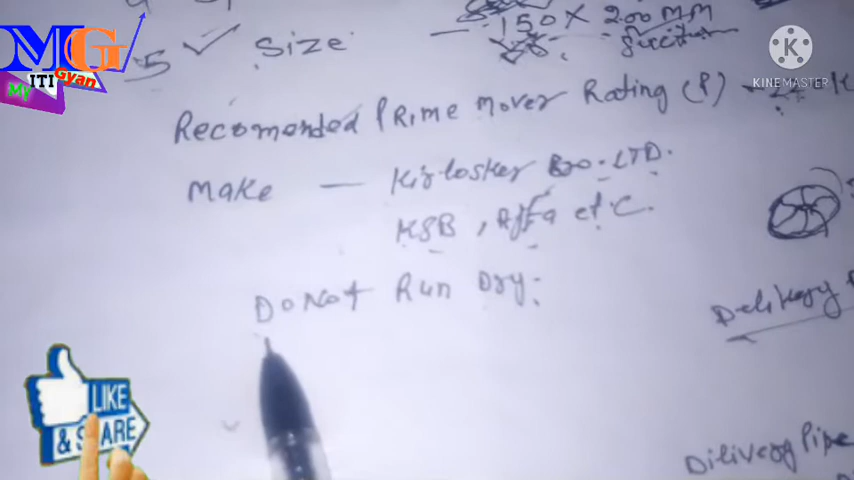 MG
My ITI Gyan
5 Size - 150 X 200 MM
Recomended PRime Mover Rating (P)
Make - Kirlosker Bro. LTD.
KSB, etc.
Do Not Run Dry:
Delivery
Dilivery Pipe
LIKE
& SHARE
K
KINEMASTER